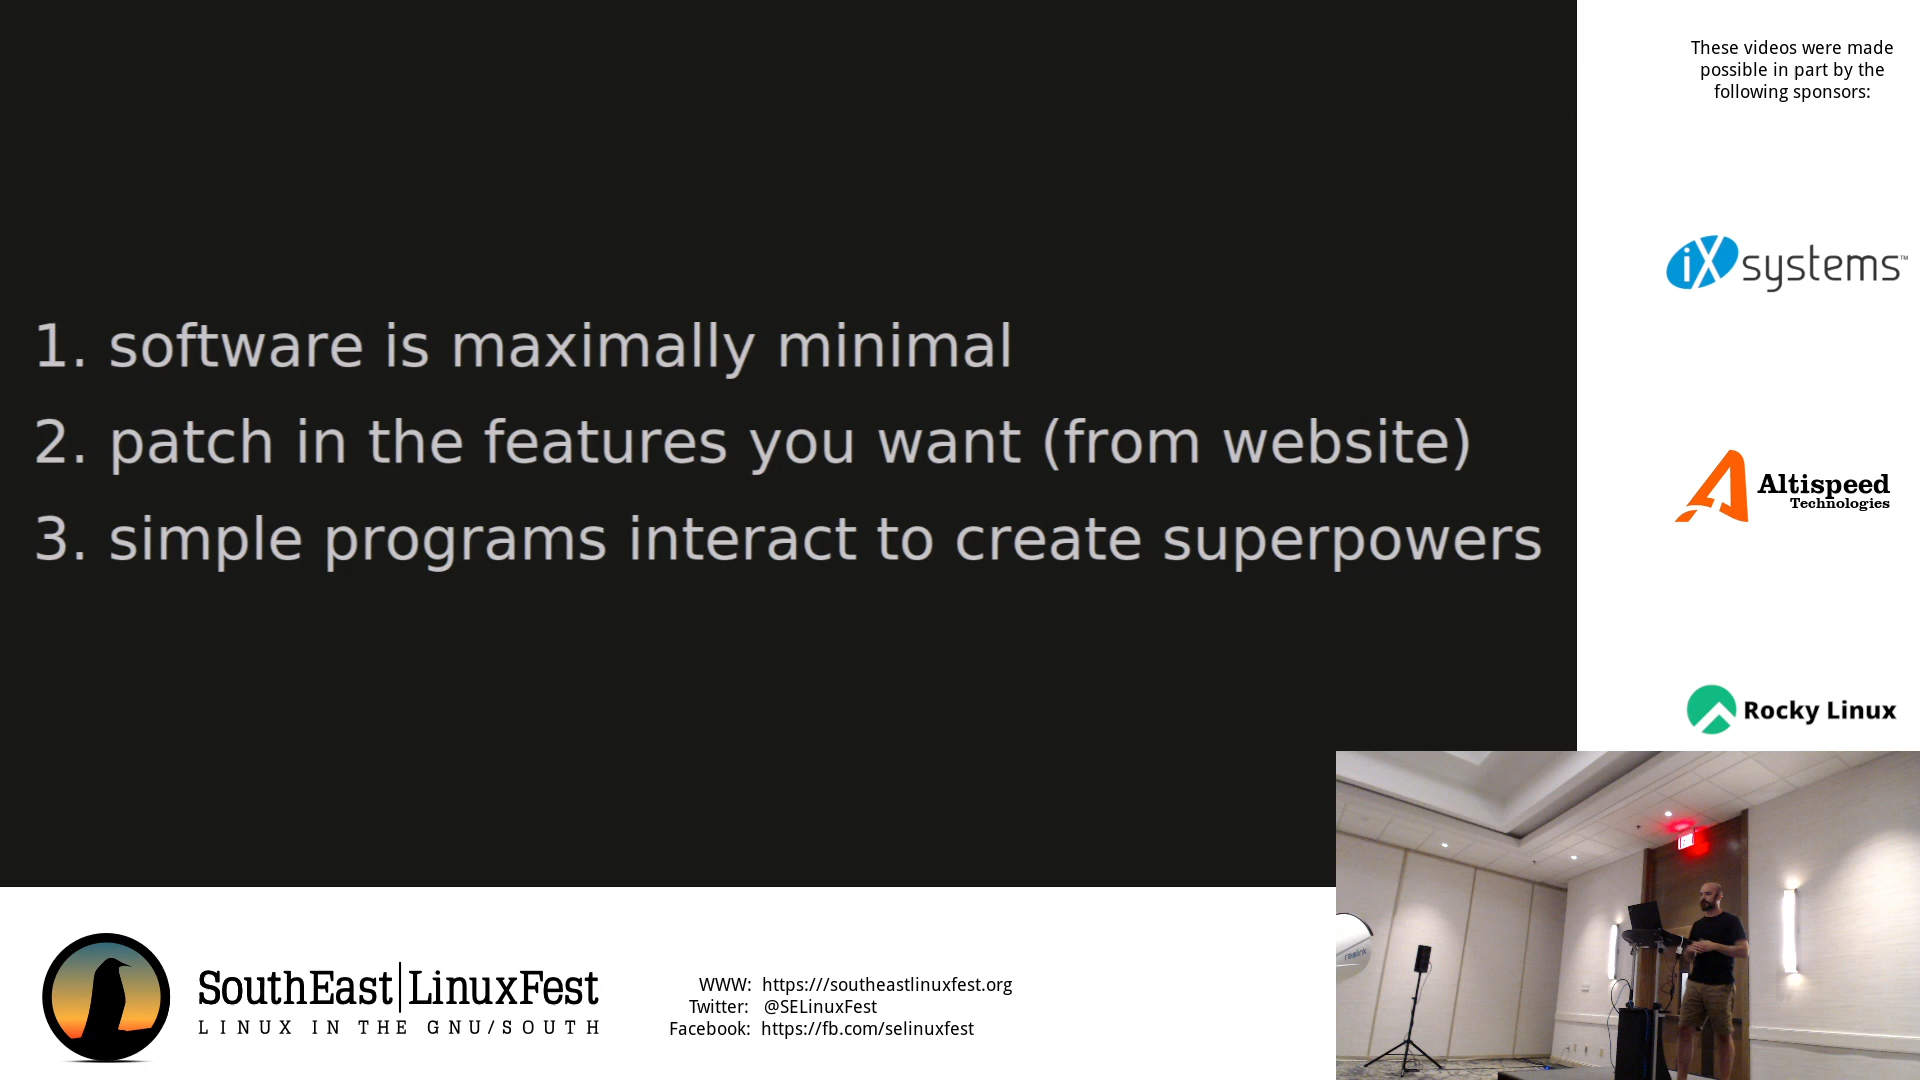 1. software is maximally minimal
2. patch in the features you want (from website)
3. simple programs interact to create superpowers
These videos were made
possible in part by the
following sponsors:
iXsystems™
Altispeed
Technologies
Rocky Linux
SouthEast|LinuxFest
LINUX IN THE GNU/SOUTH
WWW: https:///southeastlinuxfest.org
Twitter: @SELinuxFest
Facebook: https://fb.com/selinuxfest